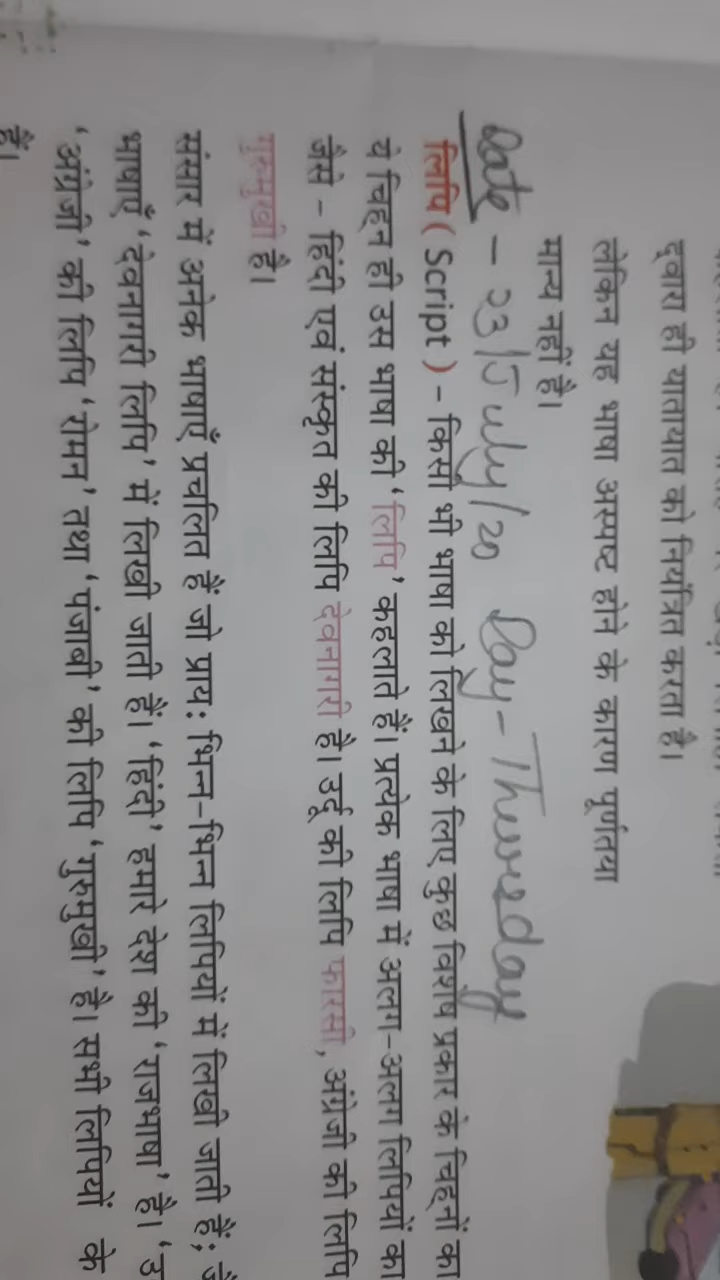 द्वारा ही यातायात को नियंत्रित करता है।
लेकिन यह भाषा अस्पष्ट होने के कारण पूर्णतया
मान्य नहीं है।
Date - 23/July/20 Day - Thursday
लिपि ( Script ) - किसी भी भाषा को लिखने के लिए कुछ विशेष प्रकार के चिह्नों का
ये चिह्न ही उस भाषा की ‘लिपि’ कहलाते हैं। प्रत्येक भाषा में अलग-अलग लिपियों का
जैसे - हिंदी एवं संस्कृत की लिपि देवनागरी है। उर्दू की लिपि फारसी, अंग्रेजी की लिपि
गुरुमुखी है।
संसार में अनेक भाषाएँ प्रचलित हैं जो प्राय: भिन्न-भिन्न लिपियों में लिखी जाती हैं;
भाषाएँ ‘देवनागरी लिपि’ में लिखी जाती हैं। ‘हिंदी’ हमारे देश की ‘राजभाषा’ है।
‘अंग्रेजी’ की लिपि ‘रोमन’ तथा ‘पंजाबी’ की लिपि ‘गुरुमुखी’ है। सभी लिपियों के
हैं।